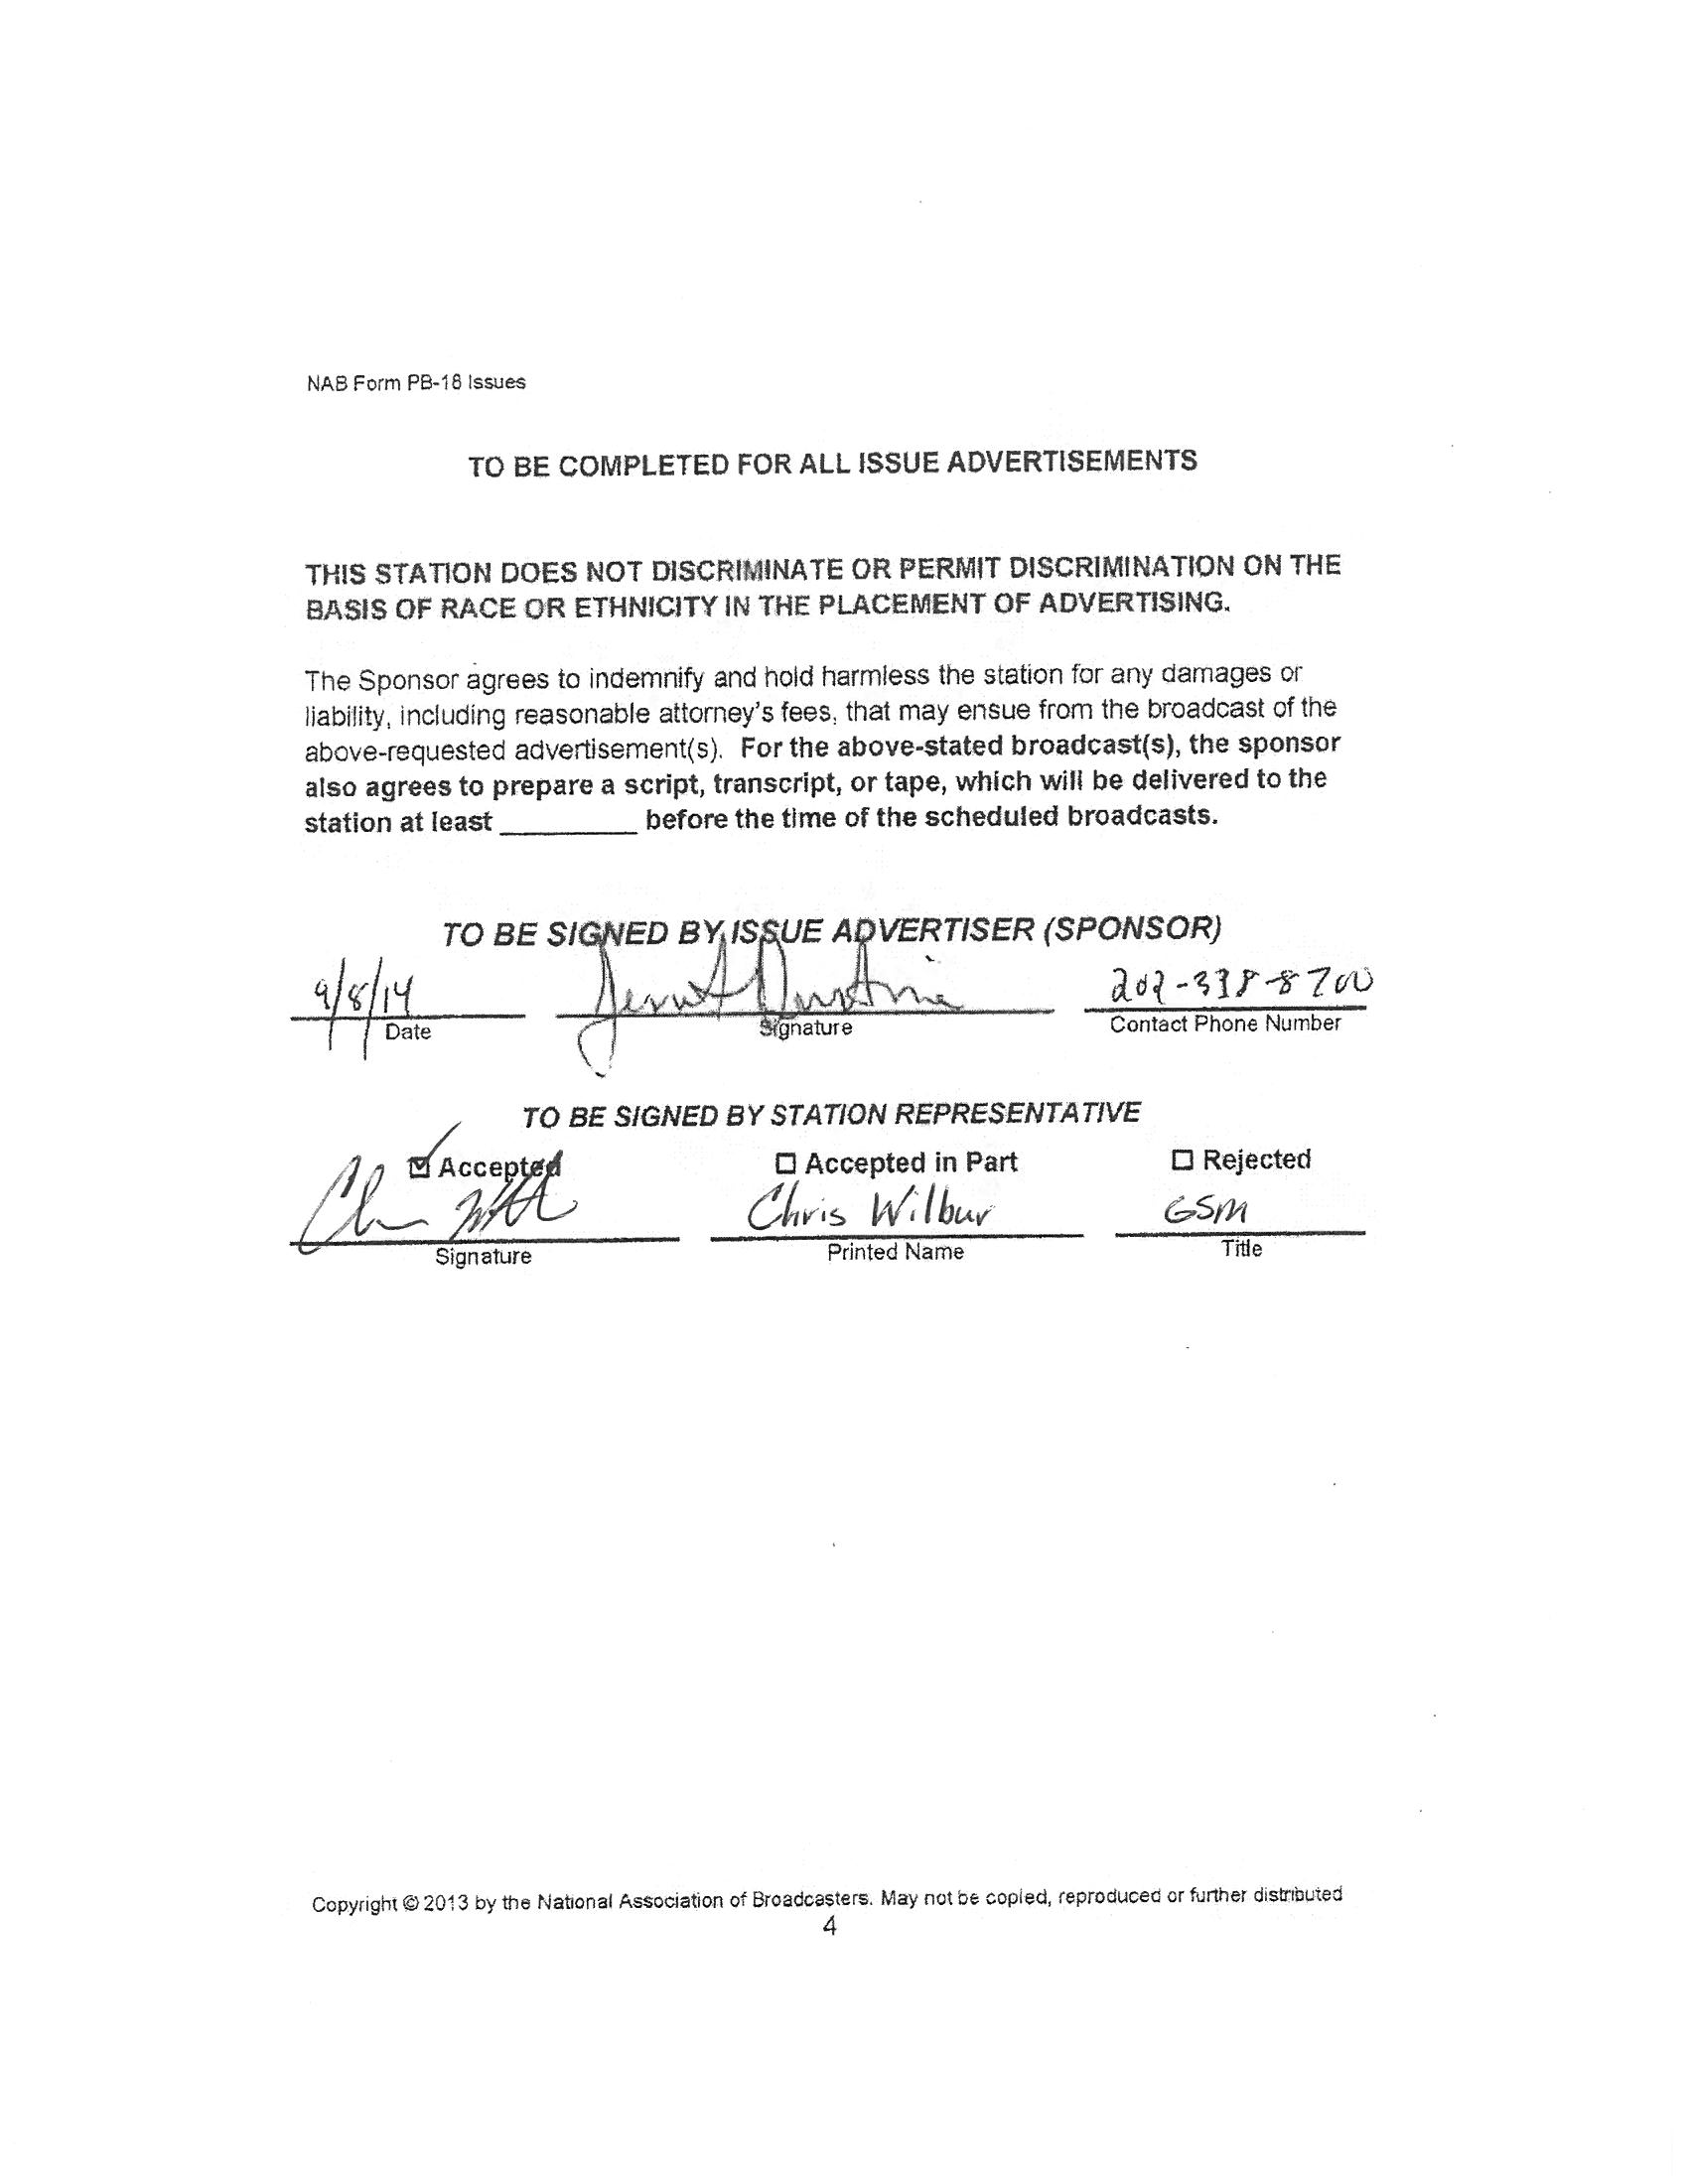 NAB Form PB-18 Issues
TO BE COMPLETED FOR ALL ISSUE ADVERTISEMENTS
THIS STATION DOES NOT DISCRIMINATE OR PERMIT DISCRIMINATION ON THE
BASIS OF RACE OR ETHNICITY IN THE PLACEMENT OF ADVERTISING.
The Sponsor agrees to indemnify and hold harmless the station for any damages or
liability, including reasonable attorney's fees, that may ensue from the broadcast of the
above-requested advertisement(s). For the above-stated broadcast(s), the sponsor
also agrees to prepare a script, transcript, or tape, which will be delivered to the
station at least _________ before the time of the scheduled broadcasts.
TO BE SIGNED BY ISSUE ADVERTISER (SPONSOR)
9/8/14 202-338-8700
Date Signature Contact Phone Number
TO BE SIGNED BY STATION REPRESENTATIVE
☑ Accepted ☐ Accepted in Part ☐ Rejected
Chris Wilbur GSM
Signature Printed Name Title
Copyright © 2013 by the National Association of Broadcasters. May not be copied, reproduced or further distributed
4